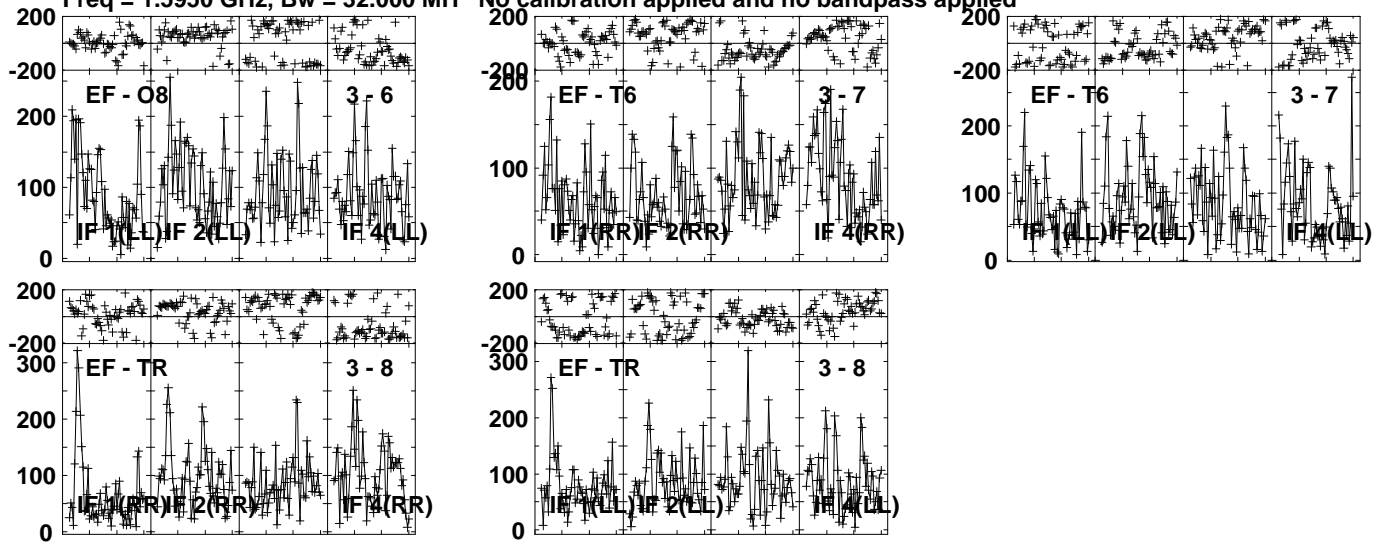 Freq = 1.5950 GHz, Bw = 32.000 MH No calibration applied and no bandpass applied
200
-200
200
100
0
EF - O8
3 - 6
IF 1(LL)
IF 2(LL)
IF 4(LL)
200
-200
200
100
0
EF - T6
3 - 7
IF 1(RR)
IF 2(RR)
IF 4(RR)
200
-200
200
100
0
EF - T6
3 - 7
IF 1(LL)
IF 2(LL)
IF 4(LL)
200
-200
300
200
100
0
EF - TR
3 - 8
IF 1(RR)
IF 2(RR)
IF 4(RR)
200
-200
300
200
100
0
EF - TR
3 - 8
IF 1(LL)
IF 2(LL)
IF 4(LL)